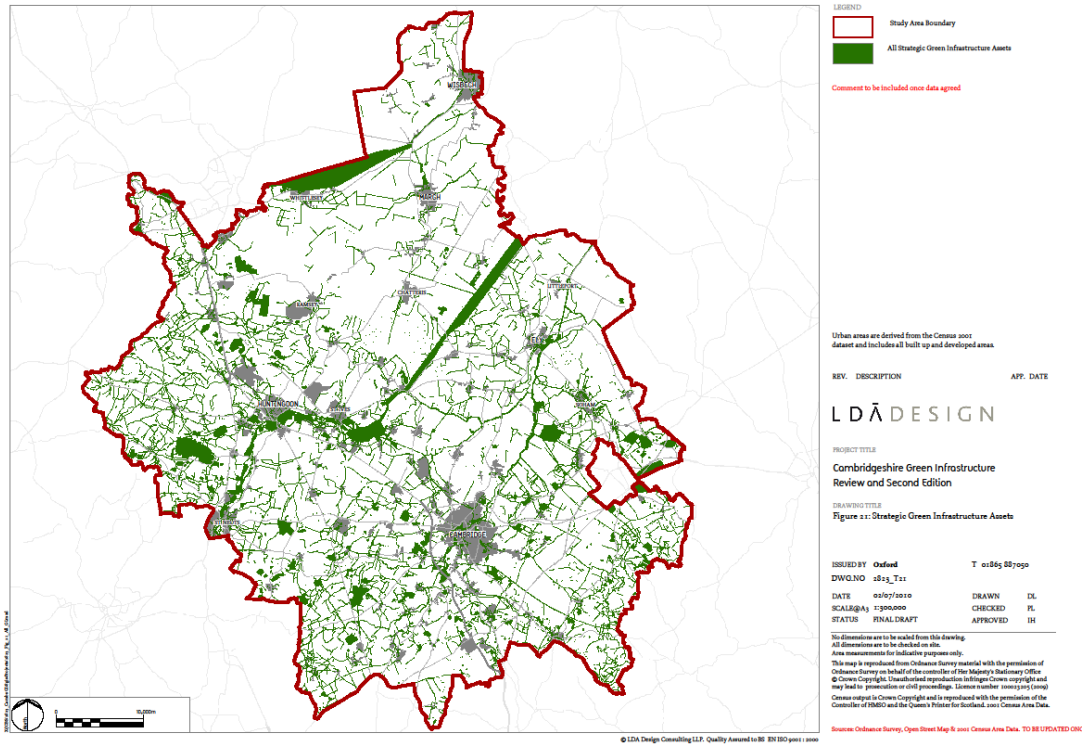 LEGEND
Study Area Boundary
All Strategic Green Infrastructure Assets
Comment to be included once data agreed
WISBECH
WHITTLESEY
MARCH
CHATTERIS
LITTLEPORT
RAMSEY
ELY
HUNTINGDON
ST IVES
SOHAM
ST NEOTS
CAMBRIDGE
North
0
10,000m
Urban areas are derived from the Census 2001
dataset and includes all built up and developed areas.
REV. DESCRIPTION APP. DATE
LDĀDESIGN
PROJECT TITLE
Cambridgeshire Green Infrastructure
Review and Second Edition
DRAWING TITLE
Figure 21: Strategic Green Infrastructure Assets
ISSUED BY Oxford T 01865 887050
DWG.NO 2823_T21
DATE 02/07/2010 DRAWN DL
SCALE@A3 1:300,000 CHECKED PL
STATUS FINAL DRAFT APPROVED IH
No dimensions are to be scaled from this drawing.
All dimensions are to be checked on site.
Area measurements for indicative purposes only.
This map is reproduced from Ordnance Survey material with the permission of
Ordnance Survey on behalf of the controller of Her Majesty's Stationary Office
© Crown Copyright. Unauthorised reproduction infringes Crown copyright and
may lead to prosecution or civil proceedings. Licence number 100023205 (2009)
Census output is Crown Copyright and is reproduced with the permission of the
Controller of HMSO and the Queen's Printer for Scotland. 2001 Census Area Data.
Sources: Ordnance Survey, Open Street Map & 2001 Census Area Data. TO BE UPDATED ONC
© LDA Design Consulting LLP. Quality Assured to BS EN ISO 9001 : 2000